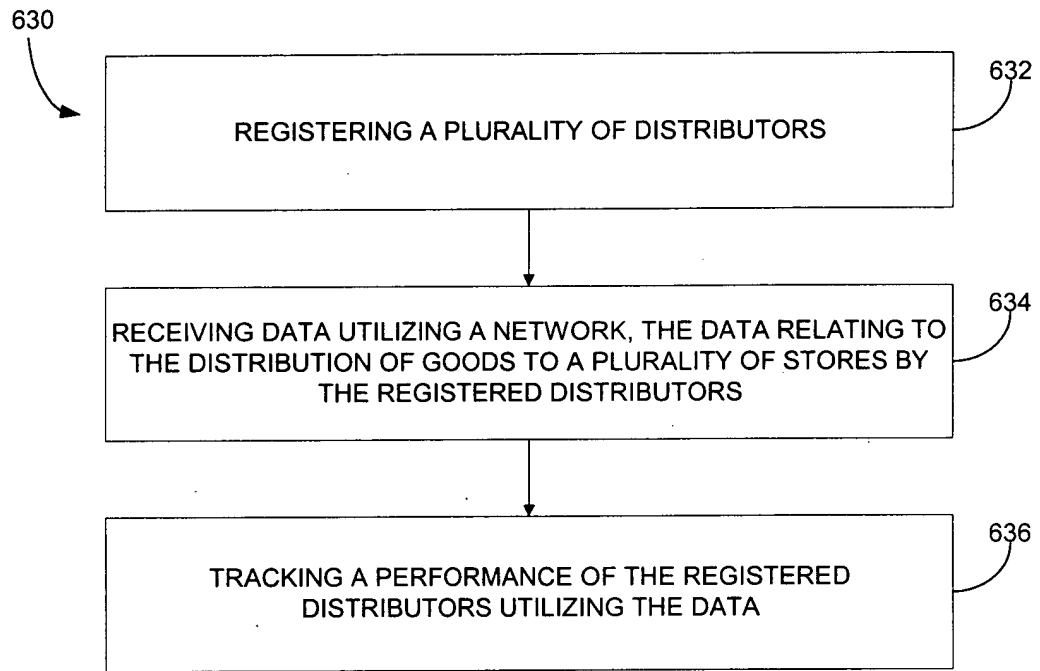 630
632
REGISTERING A PLURALITY OF DISTRIBUTORS
634
RECEIVING DATA UTILIZING A NETWORK, THE DATA RELATING TO
THE DISTRIBUTION OF GOODS TO A PLURALITY OF STORES BY
THE REGISTERED DISTRIBUTORS
636
TRACKING A PERFORMANCE OF THE REGISTERED
DISTRIBUTORS UTILIZING THE DATA